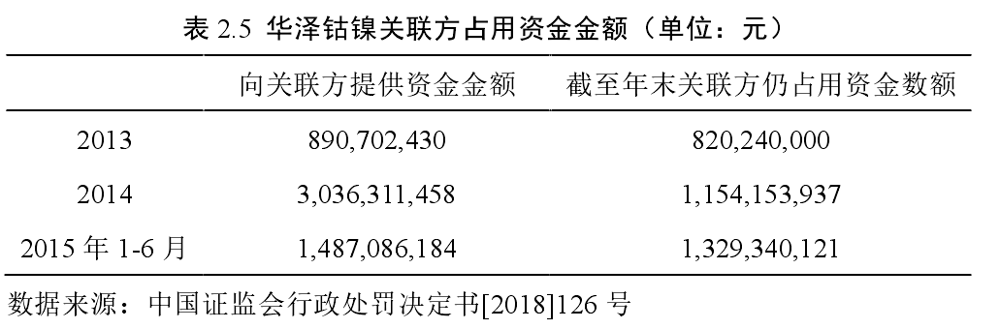 表 2.5 华泽钴镍关联方占用资金金额（单位：元）
向关联方提供资金金额 截至年末关联方仍占用资金数额
2013 890,702,430 820,240,000
2014 3,036,311,458 1,154,153,937
2015 年 1-6 月 1,487,086,184 1,329,340,121
数据来源：中国证监会行政处罚决定书[2018]126 号